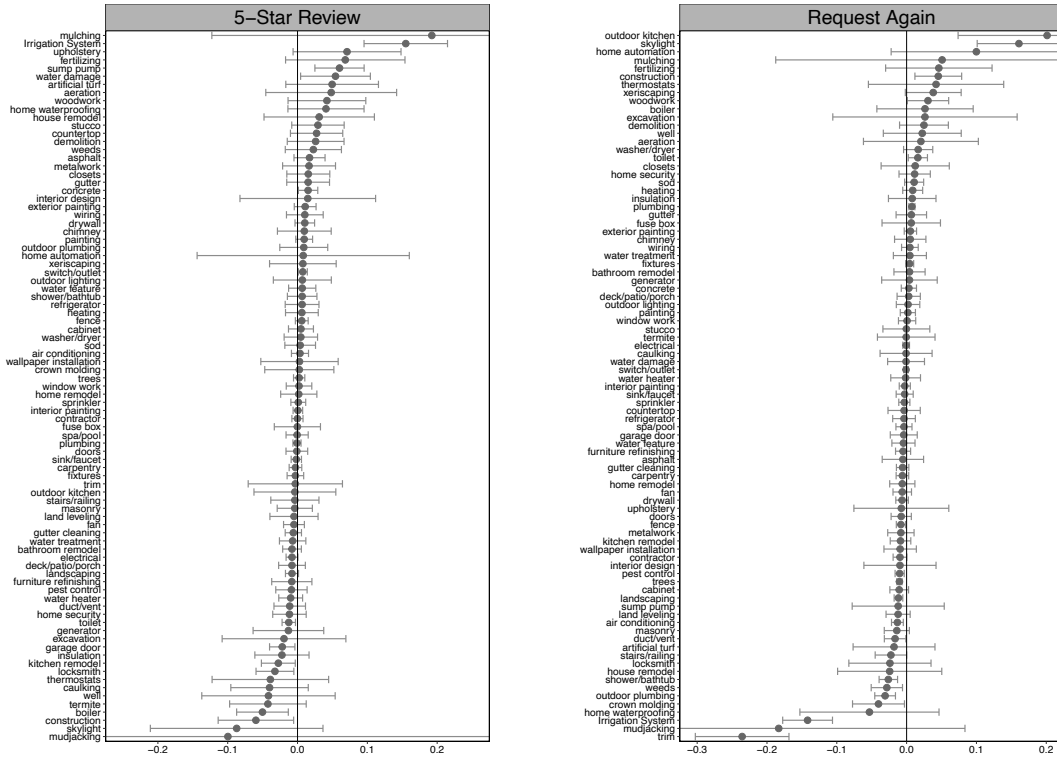 5−Star Review
mulching
Irrigation System
upholstery
fertilizing
sump pump
water damage
artificial turf
aeration
woodwork
home waterproofing
house remodel
stucco
countertop
demolition
weeds
asphalt
metalwork
closets
gutter
concrete
interior design
exterior painting
wiring
drywall
chimney
painting
outdoor plumbing
home automation
xeriscaping
switch/outlet
outdoor lighting
water feature
shower/bathtub
refrigerator
heating
fence
cabinet
washer/dryer
sod
air conditioning
wallpaper installation
crown molding
trees
window work
home remodel
sprinkler
interior painting
contractor
fuse box
spa/pool
plumbing
doors
sink/faucet
carpentry
fixtures
trim
outdoor kitchen
stairs/railing
masonry
land leveling
fan
gutter cleaning
water treatment
bathroom remodel
electrical
deck/patio/porch
landscaping
furniture refinishing
pest control
water heater
duct/vent
home security
toilet
generator
excavation
garage door
insulation
kitchen remodel
locksmith
thermostats
caulking
well
termite
boiler
construction
skylight
mudjacking
−0.2 −0.1 0.0 0.1 0.2
Request Again
outdoor kitchen
skylight
home automation
mulching
fertilizing
construction
thermostats
xeriscaping
woodwork
boiler
excavation
demolition
well
aeration
washer/dryer
toilet
closets
home security
sod
heating
insulation
plumbing
gutter
fuse box
exterior painting
chimney
wiring
water treatment
fixtures
bathroom remodel
generator
concrete
deck/patio/porch
outdoor lighting
painting
window work
stucco
termite
electrical
caulking
water damage
switch/outlet
water heater
interior painting
sink/faucet
sprinkler
countertop
refrigerator
spa/pool
garage door
water feature
furniture refinishing
asphalt
gutter cleaning
carpentry
home remodel
fan
drywall
upholstery
doors
fence
metalwork
kitchen remodel
wallpaper installation
contractor
interior design
pest control
trees
cabinet
landscaping
sump pump
land leveling
air conditioning
masonry
duct/vent
artificial turf
stairs/railing
locksmith
house remodel
shower/bathtub
weeds
outdoor plumbing
crown molding
home waterproofing
Irrigation System
mudjacking
trim
−0.3 −0.2 −0.1 0.0 0.1 0.2